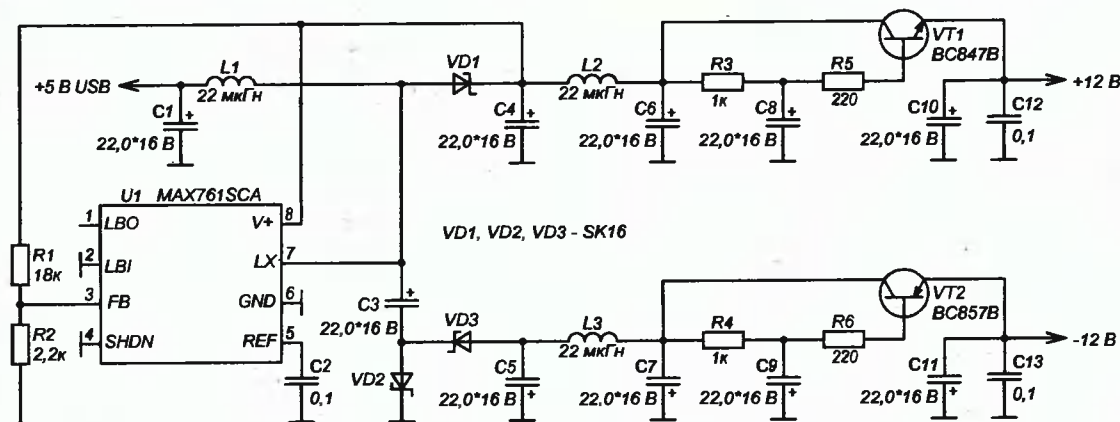 VD1
L2
VT1
BC847B
+5 В USB
L1
22 мкГн
22 мкГн
R3
1к
R5
220
+12 В
C1 +
22,0*16 В
C4 +
22,0*16 В
C6 +
22,0*16 В
C8 +
22,0*16 В
C10 +
22,0*16 В
C12
0,1
U1 MAX761SCA
1 LBO
V+ 8
2 LBI
LX 7
3 FB
GND 6
4 SHDN
REF 5
R1
18к
R2
2,2к
VD1, VD2, VD3 - SK16
C3 +
22,0*16 В
VD3
L3
22 мкГн
R4
1к
R6
220
VT2
BC857B
-12 В
C2
0,1
VD2
C5
22,0*16 В +
C7
22,0*16 В +
C9
22,0*16 В +
C11
22,0*16 В +
C13
0,1